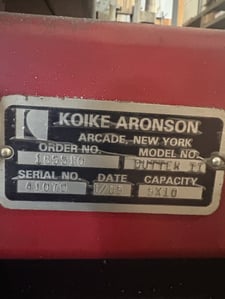 KOIKE ARONSON
ARCADE, NEW YORK
ORDER NO. MODEL NO.
SERIAL NO. DATE CAPACITY
5X10